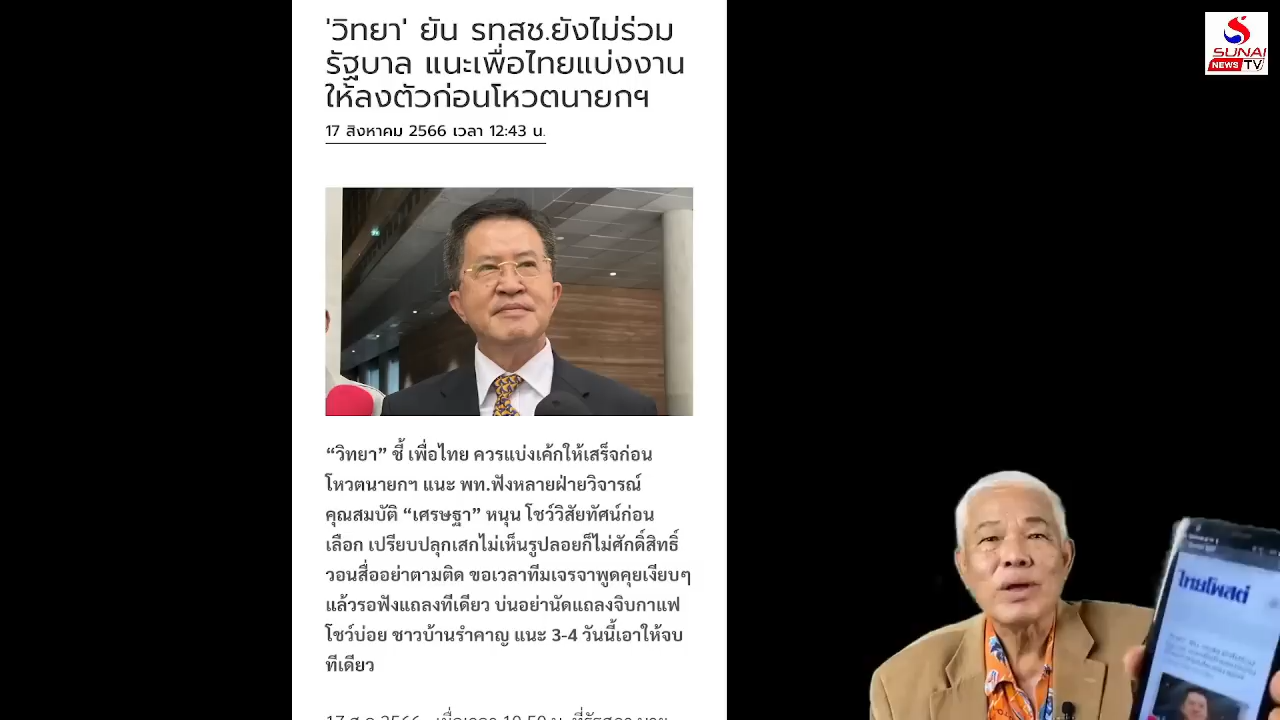 'วิทยา' ยัน รทสช.ยังไม่ร่วม
รัฐบาล แนะเพื่อไทยแบ่งงาน
ให้ลงตัวก่อนโหวตนายกฯ
17 สิงหาคม 2566 เวลา 12:43 น.
SUNAI
NEWS TV
“วิทยา” ชี้ เพื่อไทย ควรแบ่งเค้กให้เสร็จก่อน
โหวตนายกฯ แนะ พท.ฟังหลายฝ่ายวิจารณ์
คุณสมบัติ “เศรษฐา” หนุน โชว์วิสัยทัศน์ก่อน
เลือก เปรียบปลุกเสกไม่เห็นรูปลอยก็ไม่ศักดิ์สิทธิ์
วอนสื่ออย่าตามติด ขอเวลาทีมเจรจาพูดคุยเงียบๆ
แล้วรอฟังแถลงทีเดียว บ่นอย่านัดแถลงจิบกาแฟ
โชว์บ่อย ชาวบ้านรำคาญ แนะ 3-4 วันนี้เอาให้จบ
ทีเดียว
ไทยโพสต์